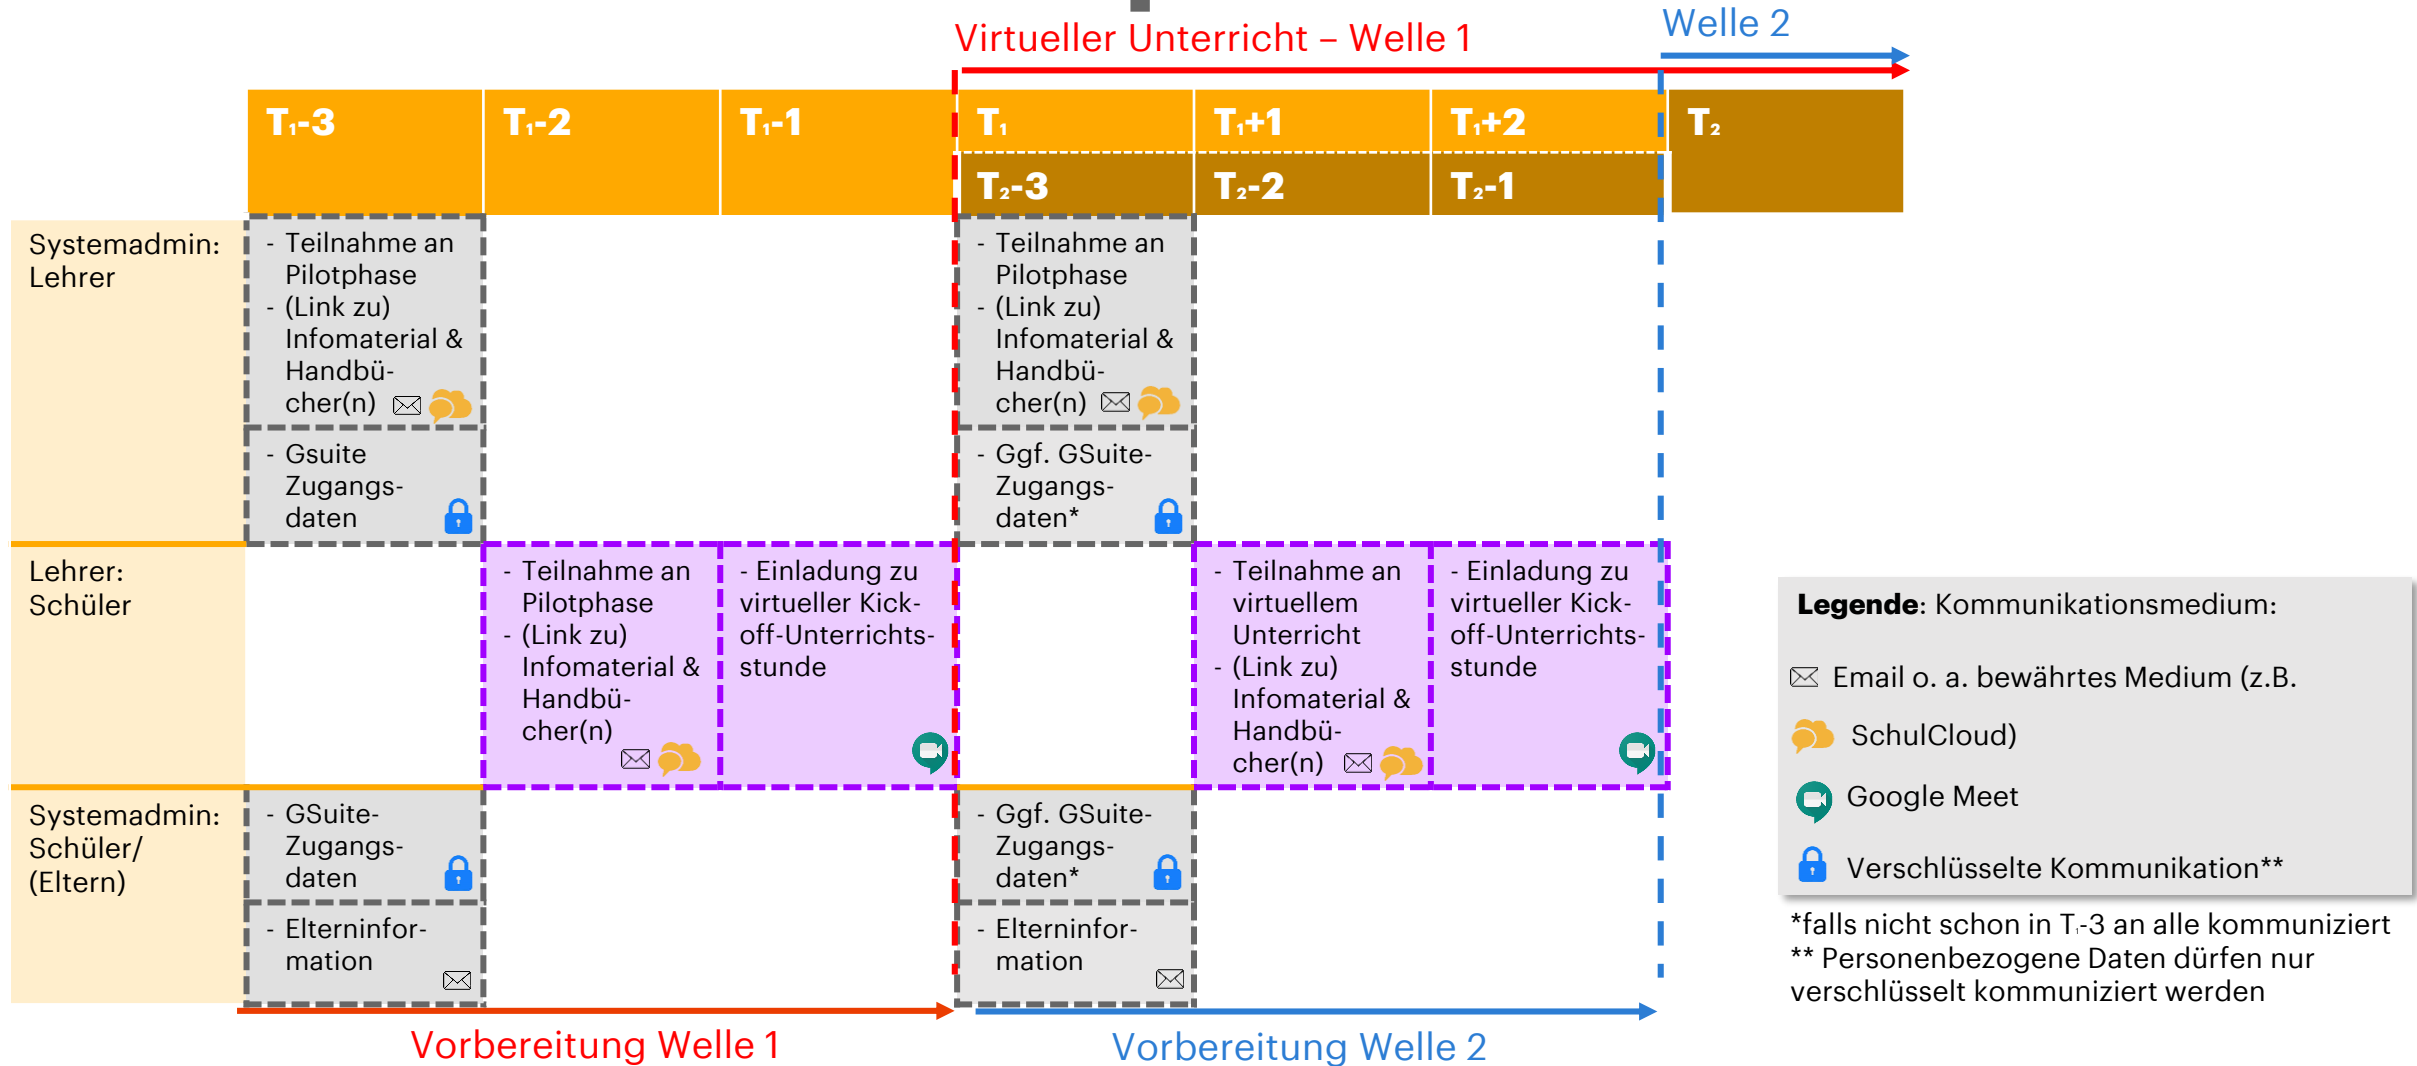 Virtueller Unterricht – Welle 1
Welle 2
T₁-3
T₁-2
T₁-1
T₁
T₁+1
T₁+2
T₂
T₂-3
T₂-2
T₂-1
Systemadmin:
Lehrer
- Teilnahme an
Pilotphase
- (Link zu)
Infomaterial &
Handbü-
cher(n)
- Gsuite
Zugangs-
daten
- Teilnahme an
Pilotphase
- (Link zu)
Infomaterial &
Handbü-
cher(n)
- Ggf. GSuite-
Zugangs-
daten*
Lehrer:
Schüler
- Teilnahme an
Pilotphase
- (Link zu)
Infomaterial &
Handbü-
cher(n)
- Einladung zu
virtueller Kick-
off-Unterrichts-
stunde
- Teilnahme an
virtuellem
Unterricht
- (Link zu)
Infomaterial &
Handbü-
cher(n)
- Einladung zu
virtueller Kick-
off-Unterrichts-
stunde
Systemadmin:
Schüler/
(Eltern)
- GSuite-
Zugangs-
daten
- Elterninfor-
mation
- Ggf. GSuite-
Zugangs-
daten*
- Elterninfor-
mation
Vorbereitung Welle 1
Vorbereitung Welle 2
Legende: Kommunikationsmedium:
Email o. a. bewährtes Medium (z.B.
SchulCloud)
Google Meet
Verschlüsselte Kommunikation**
*falls nicht schon in T₁-3 an alle kommuniziert
** Personenbezogene Daten dürfen nur
verschlüsselt kommuniziert werden